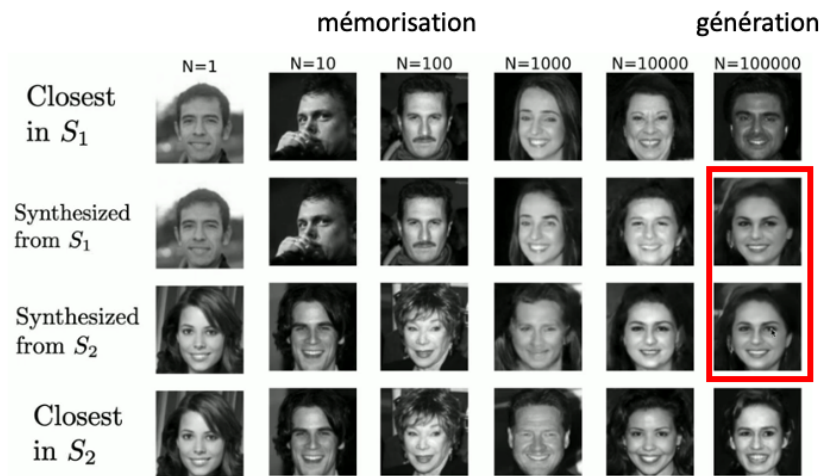 mémorisation génération
N=1 N=10 N=100 N=1000 N=10000 N=100000
Closest
in S₁
Synthesized
from S₁
Synthesized
from S₂
Closest
in S₂